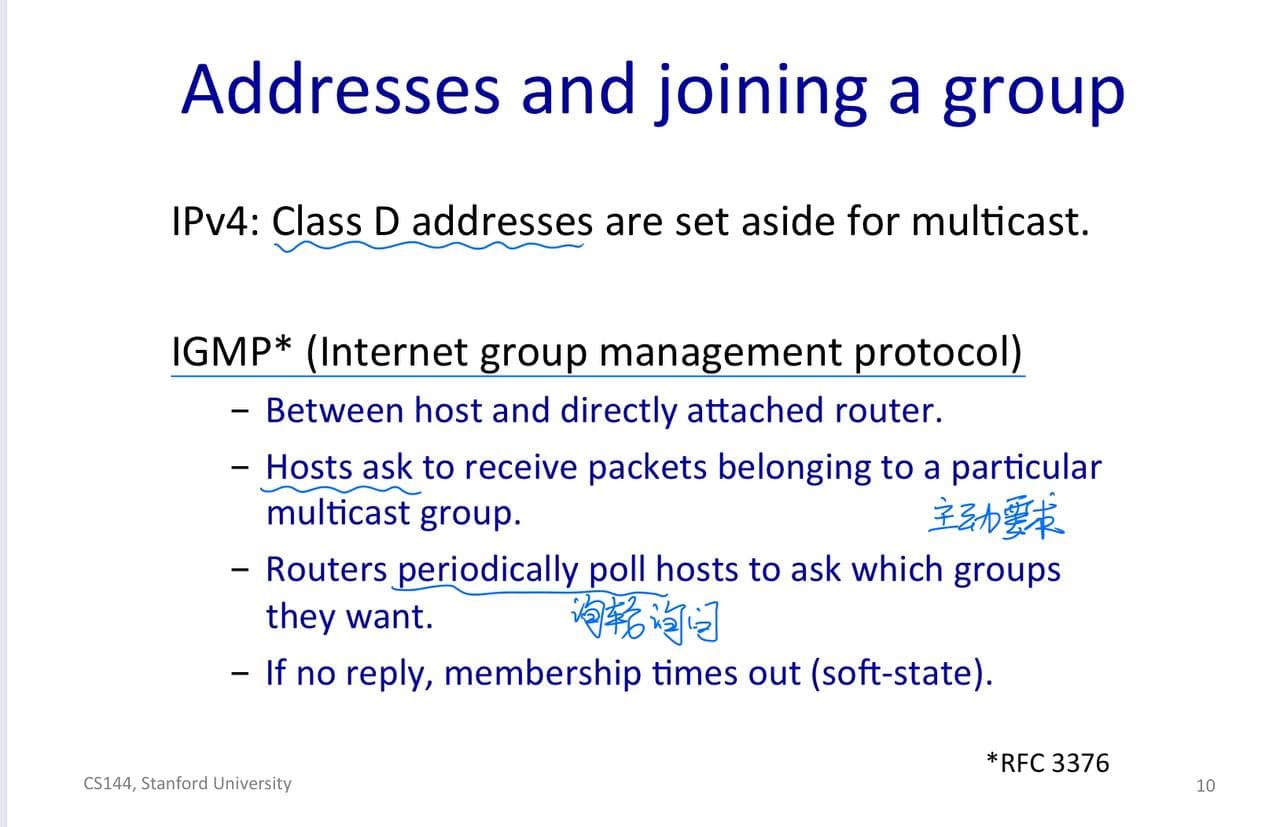 Addresses and joining a group
IPv4: Class D addresses are set aside for multicast.
IGMP* (Internet group management protocol)
– Between host and directly attached router.
– Hosts ask to receive packets belonging to a particular
multicast group.
主动要求
– Routers periodically poll hosts to ask which groups
they want.
询轮询问
– If no reply, membership times out (soft-state).
*RFC 3376
CS144, Stanford University
10